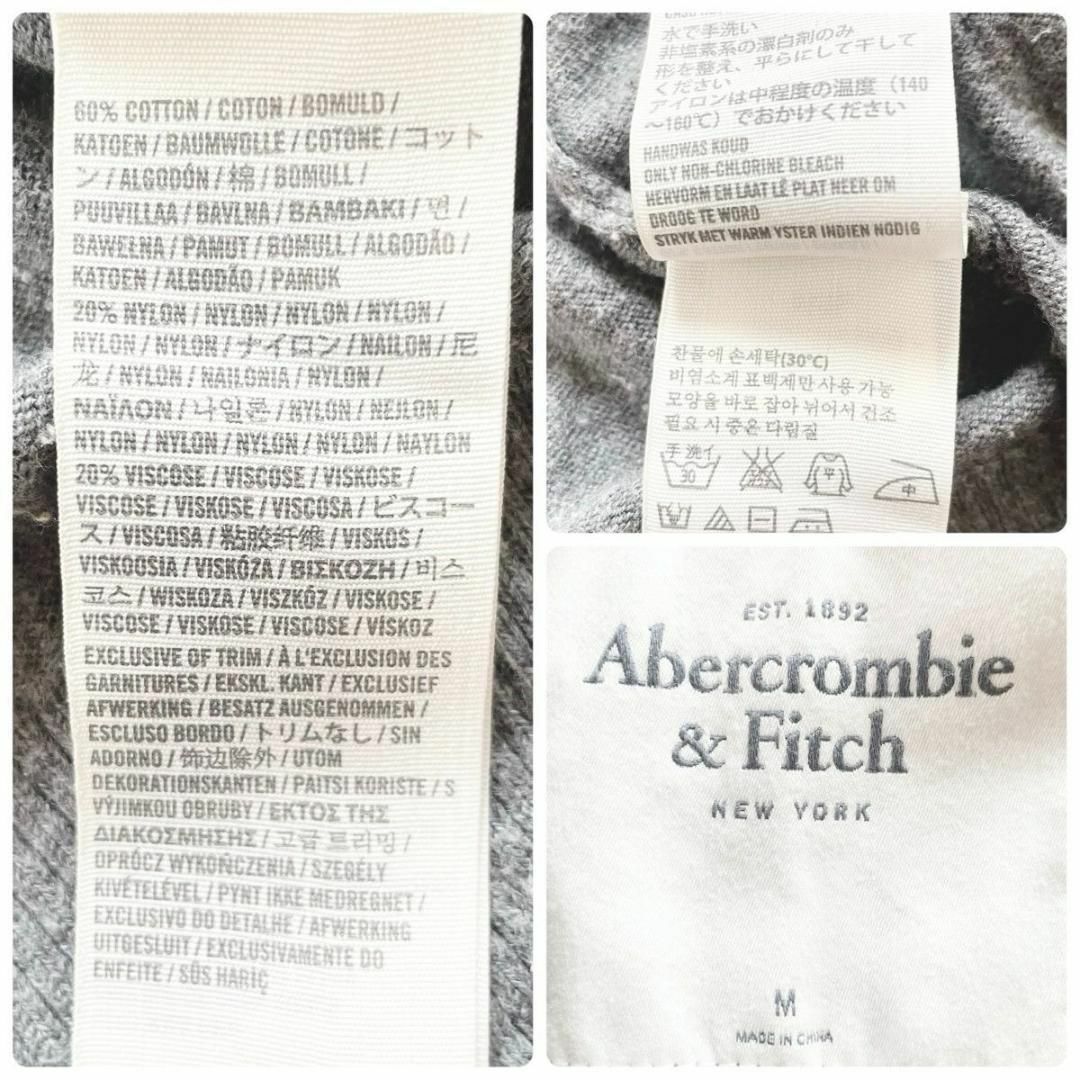 60% COTTON / COTON / BOMULD /
KATOEN / BAUMWOLLE / COTONE / コット
ン / ALGODÓN / 棉 / BOMULL /
PUUVILLAA / BAVLNA / BAMBAKI / 면 /
BAWEŁNA / PAMUT / BOMULL / ALGODÃO /
KATOEN / ALGODÃO / PAMUK
20% NYLON / NYLON / NYLON / NYLON /
NYLON / NYLON / ナイロン / NAILON / 尼
龙 / NYLON / NAILONIA / NYLON /
ΝΑΪΛΟΝ / 나일론 / NYLON / NEJLON /
NYLON / NYLON / NYLON / NYLON / NAYLON
20% VISCOSE / VISCOSE / VISKOSE /
VISCOSE / VISKOSE / VISCOSA / ビスコー
ス / VISCOSA / 粘胶纤维 / VISKOS /
VISKOOSIA / VISKÓZA / ΒΙΣΚΟΖΗ / 비스
코스 / WISKOZA / VISZKÓZ / VISKOSE /
VISCOSE / VISKOSE / VISCOSE / VİSKOZ
EXCLUSIVE OF TRIM / À L'EXCLUSION DES
GARNITURES / EKSKL. KANT / EXCLUSIEF
AFWERKING / BESATZ AUSGENOMMEN /
ESCLUSO BORDO / トリムなし / SIN
ADORNO / 饰边除外 / UTOM
DEKORATIONSKANTEN / PAITSI KORISTE / S
VÝJIMKOU OBRUBY / ΕΚΤΟΣ ΤΗΣ
ΔΙΑΚΟΣΜΗΣΗΣ / 고급 트리밍 /
OPRÓCZ WYKOŃCZENIA / SZEGÉLY
KIVÉTELÉVEL / PYNT IKKE MEDREGNET /
EXCLUSIVO DO DETALHE / AFWERKING
UITGESLUIT / EXCLUSIVAMENTE DO
ENFEITE / SÜS HARİÇ
水で手洗い
非塩素系の漂白剤のみ
形を整え、平らにして干して
ください
アイロンは中程度の温度（140
～160℃）でおかけください
HANDWAS KOUD
ONLY NON-CHLORINE BLEACH
HERVORM EN LAAT LÊ PLAT NEER OM
DROOG TE WORD
STRYK MET WARM YSTER INDIEN NODIG
찬물에 손세탁(30℃)
비염소계 표백제만 사용 가능
모양을 바로 잡아 뉘어서 건조
필요 시 중온 다림질
手洗イ
30
平
中
EST. 1892
Abercrombie
& Fitch
NEW YORK
M
MADE IN CHINA